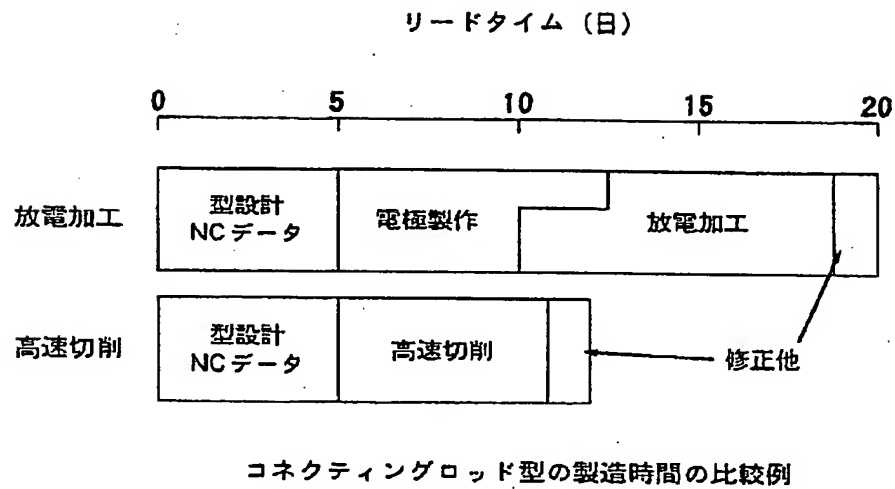 リードタイム (日)
0 5 10 15 20
放電加工
型設計
NCデータ
電極製作
放電加工
高速切削
型設計
NCデータ
高速切削
修正他
コネクティングロッド型の製造時間の比較例